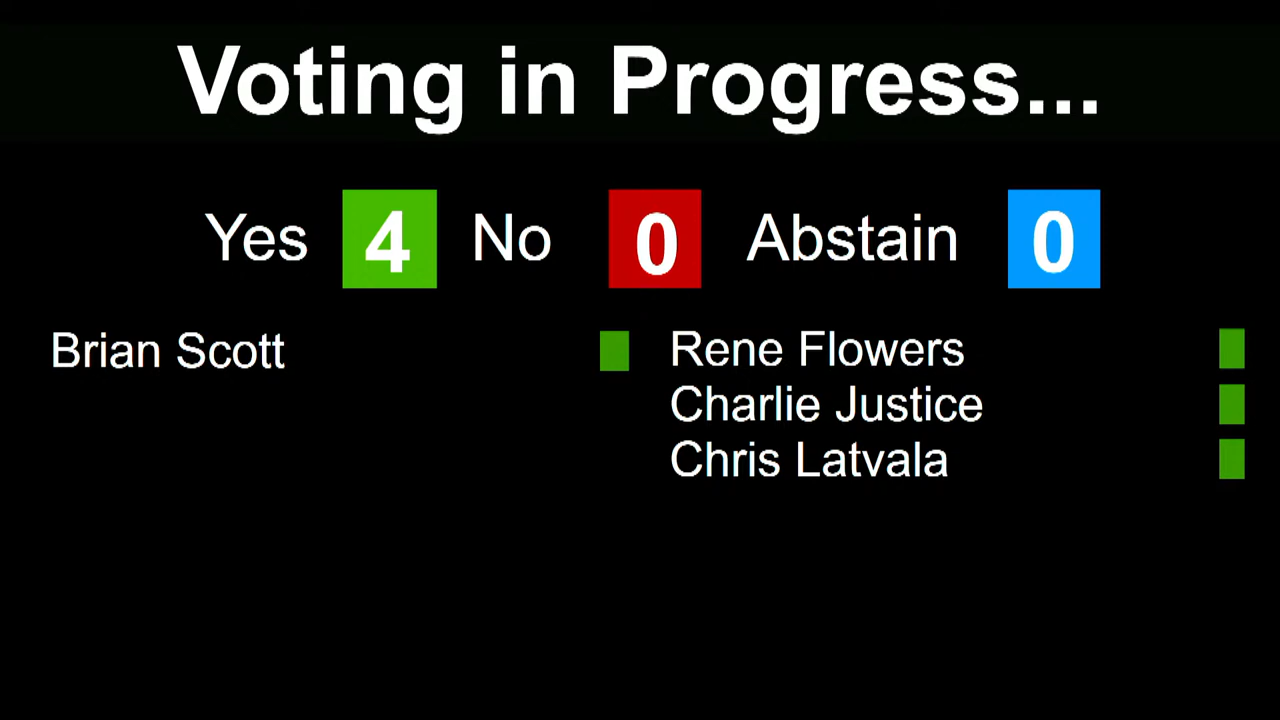 Voting in Progress...
Yes 4 No 0 Abstain 0
Brian Scott
Rene Flowers
Charlie Justice
Chris Latvala